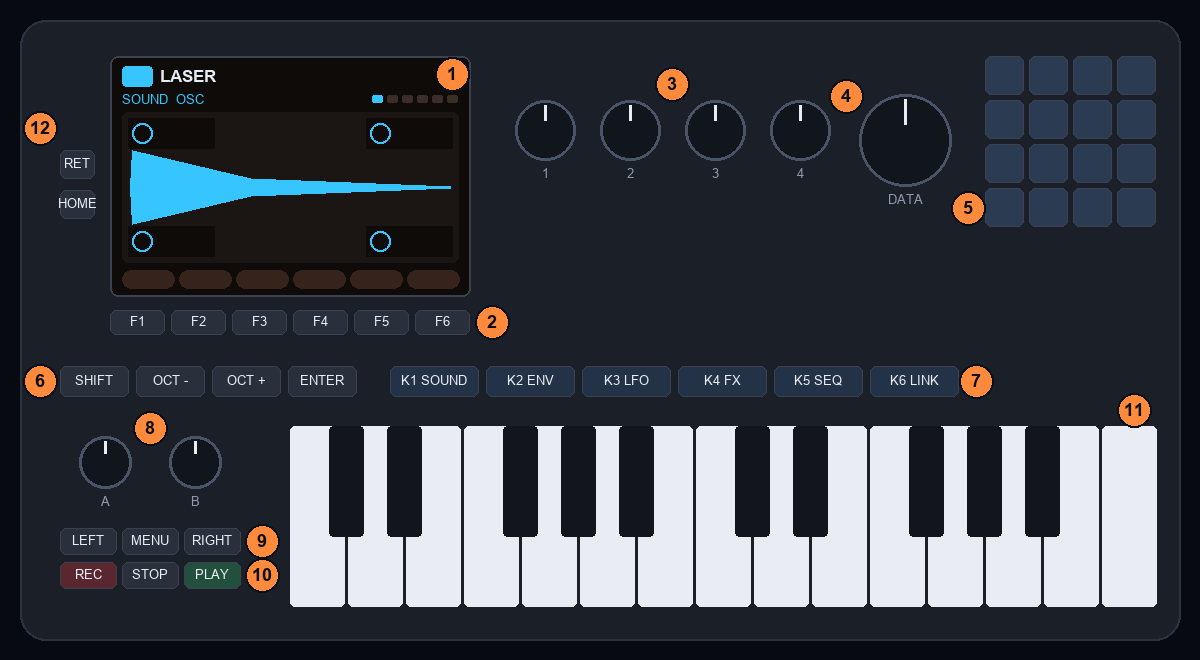 LASER
1
SOUND OSC
3
4
12
RET
HOME
1
2
3
4
DATA
5
F1
F2
F3
F4
F5
F6
2
6
SHIFT
OCT -
OCT +
ENTER
K1 SOUND
K2 ENV
K3 LFO
K4 FX
K5 SEQ
K6 LINK
7
8
11
A
B
LEFT
MENU
RIGHT
9
REC
STOP
PLAY
10